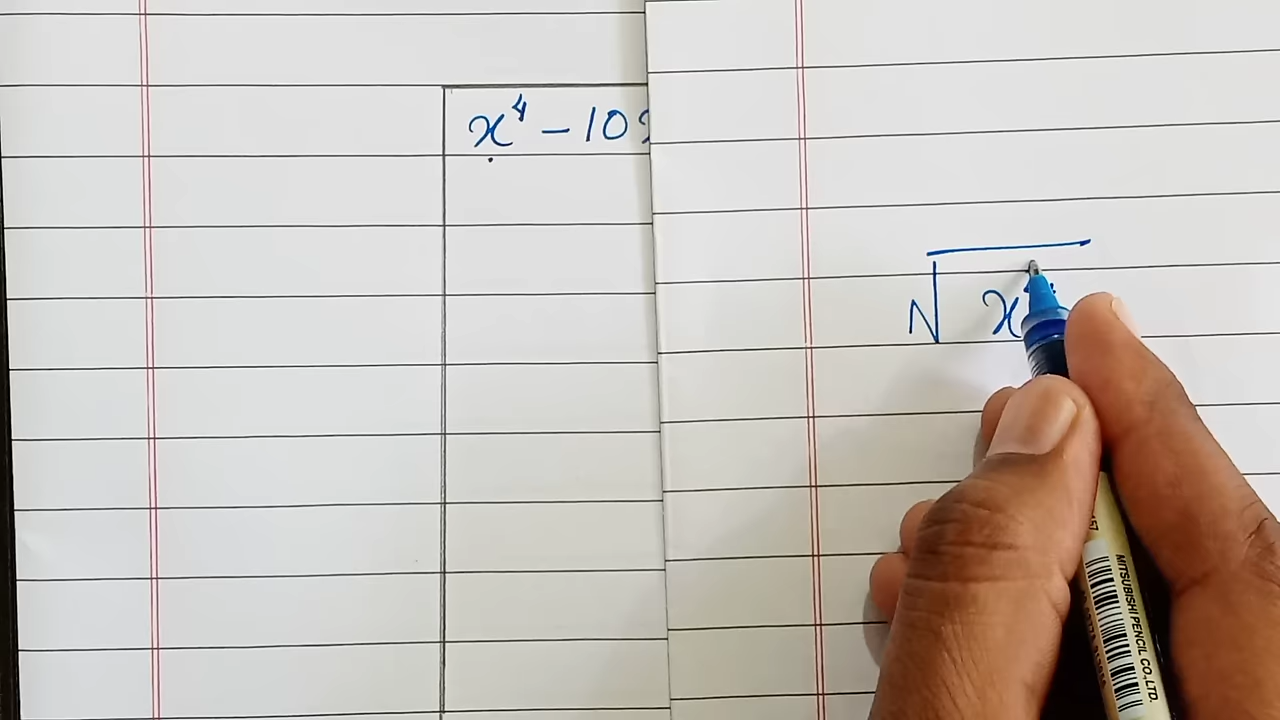 x⁴ – 10
√x
MITSUBISHI PENCIL CO., LTD.